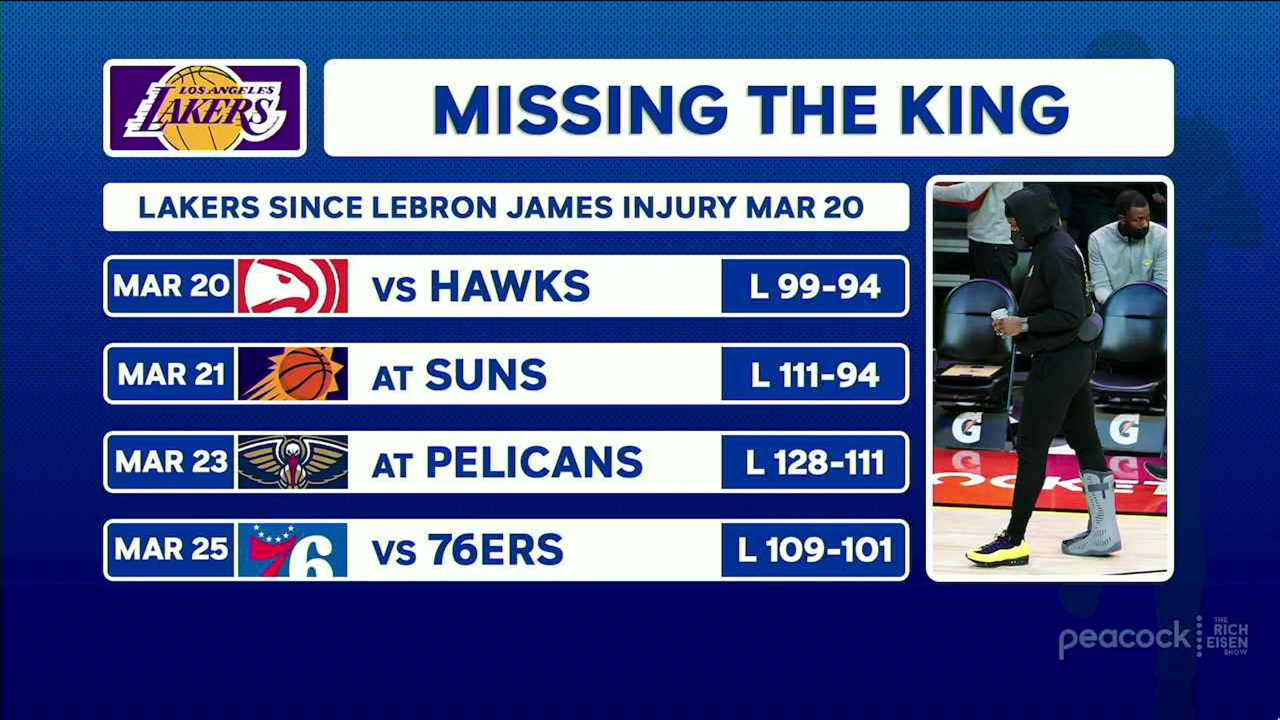 LOS ANGELES
LAKERS
MISSING THE KING
LAKERS SINCE LEBRON JAMES INJURY MAR 20
MAR 20 VS HAWKS L 99-94
MAR 21 AT SUNS L 111-94
MAR 23 AT PELICANS L 128-111
MAR 25 76 VS 76ERS L 109-101
G G
OCKET
peacock
THE
RICH
EISEN
SHOW